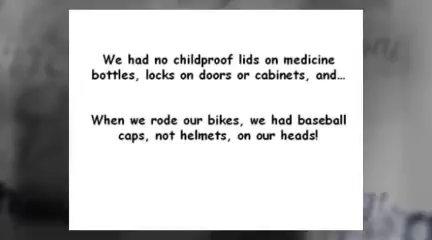 We had no childproof lids on medicine
bottles, locks on doors or cabinets, and...
When we rode our bikes, we had baseball
caps, not helmets, on our heads!